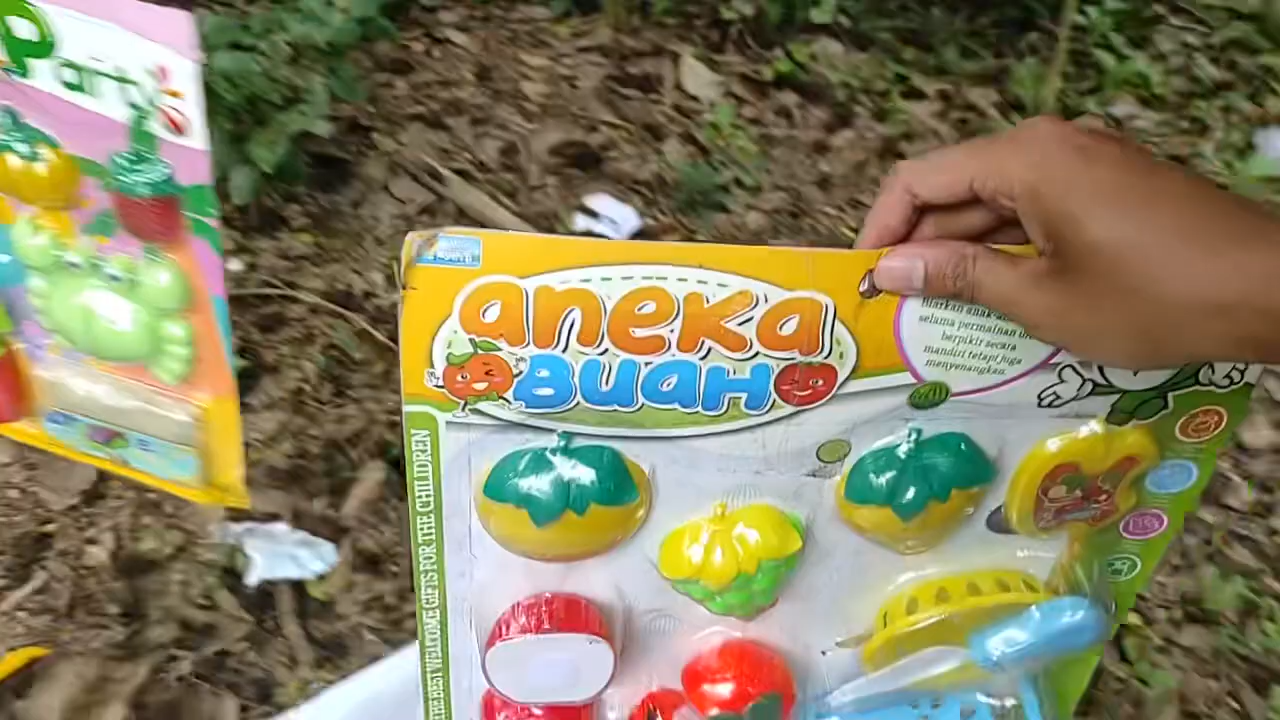 Party
aneka
BUAH
Biarkan anak-
selama permainan
berpikir secara
mandiri tetapi juga
menyenangkan.
THE BEST WELCOME GIFTS FOR THE CHILDREN